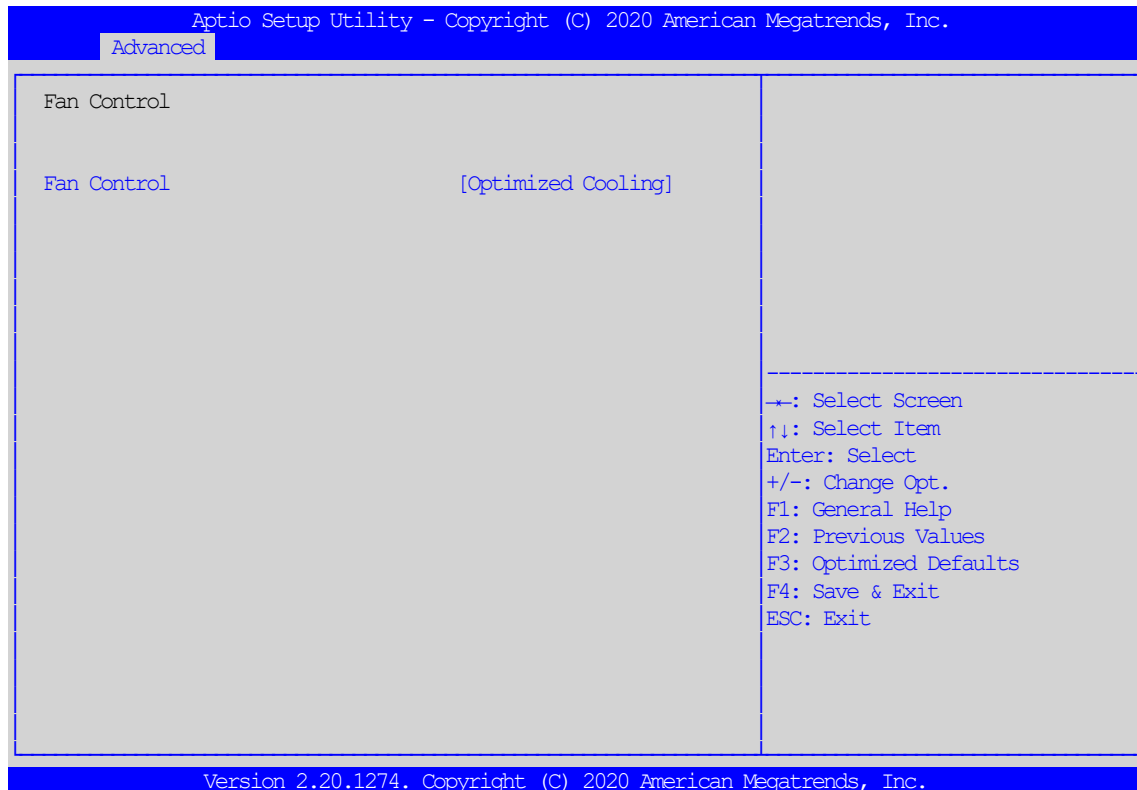 Aptio Setup Utility - Copyright (C) 2020 American Megatrends, Inc.
Advanced
Fan Control
Fan Control [Optimized Cooling]
→←: Select Screen
↑↓: Select Item
Enter: Select
+/-: Change Opt.
F1: General Help
F2: Previous Values
F3: Optimized Defaults
F4: Save & Exit
ESC: Exit
Version 2.20.1274. Copyright (C) 2020 American Megatrends, Inc.